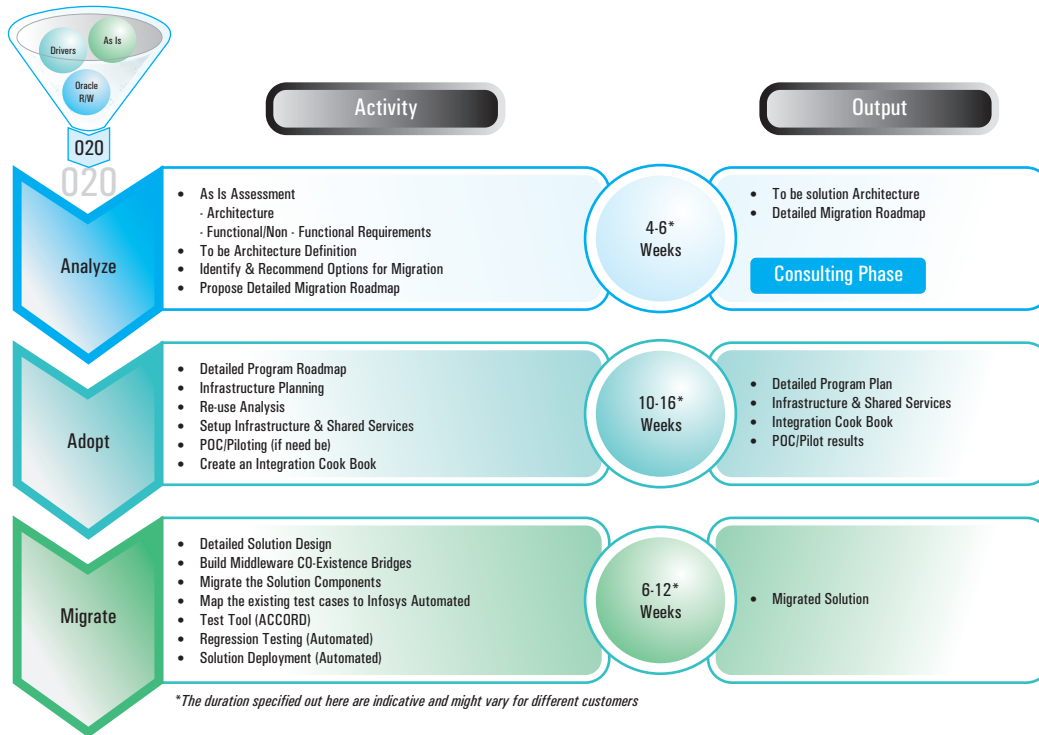 Drivers
As Is
Oracle
R/W
020
020
Activity
Output
Analyze
• As Is Assessment
- Architecture
- Functional/Non - Functional Requirements
• To be Architecture Definition
• Identify & Recommend Options for Migration
• Propose Detailed Migration Roadmap
4-6*
Weeks
• To be solution Architecture
• Detailed Migration Roadmap
Consulting Phase
Adopt
• Detailed Program Roadmap
• Infrastructure Planning
• Re-use Analysis
• Setup Infrastructure & Shared Services
• POC/Piloting (if need be)
• Create an Integration Cook Book
10-16*
Weeks
• Detailed Program Plan
• Infrastructure & Shared Services
• Integration Cook Book
• POC/Pilot results
Migrate
• Detailed Solution Design
• Build Middleware CO-Existence Bridges
• Migrate the Solution Components
• Map the existing test cases to Infosys Automated
• Test Tool (ACCORD)
• Regression Testing (Automated)
• Solution Deployment (Automated)
6-12*
Weeks
• Migrated Solution
*The duration specified out here are indicative and might vary for different customers